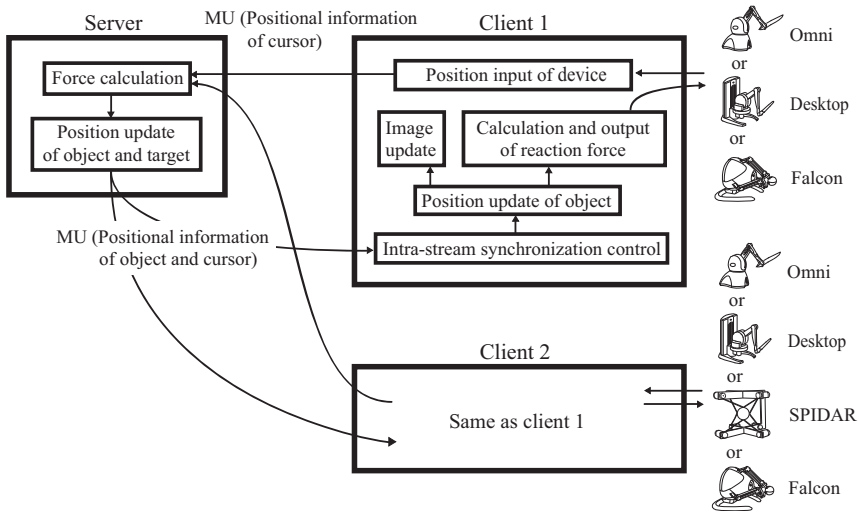 Server
Force calculation
Position update
of object and target
MU (Positional information
of cursor)
Client 1
Position input of device
Image
update
Calculation and output
of reaction force
Position update of object
Intra-stream synchronization control
MU (Positional information
of object and cursor)
Omni
or
Desktop
or
Falcon
Client 2
Same as client 1
Omni
or
Desktop
or
SPIDAR
or
Falcon